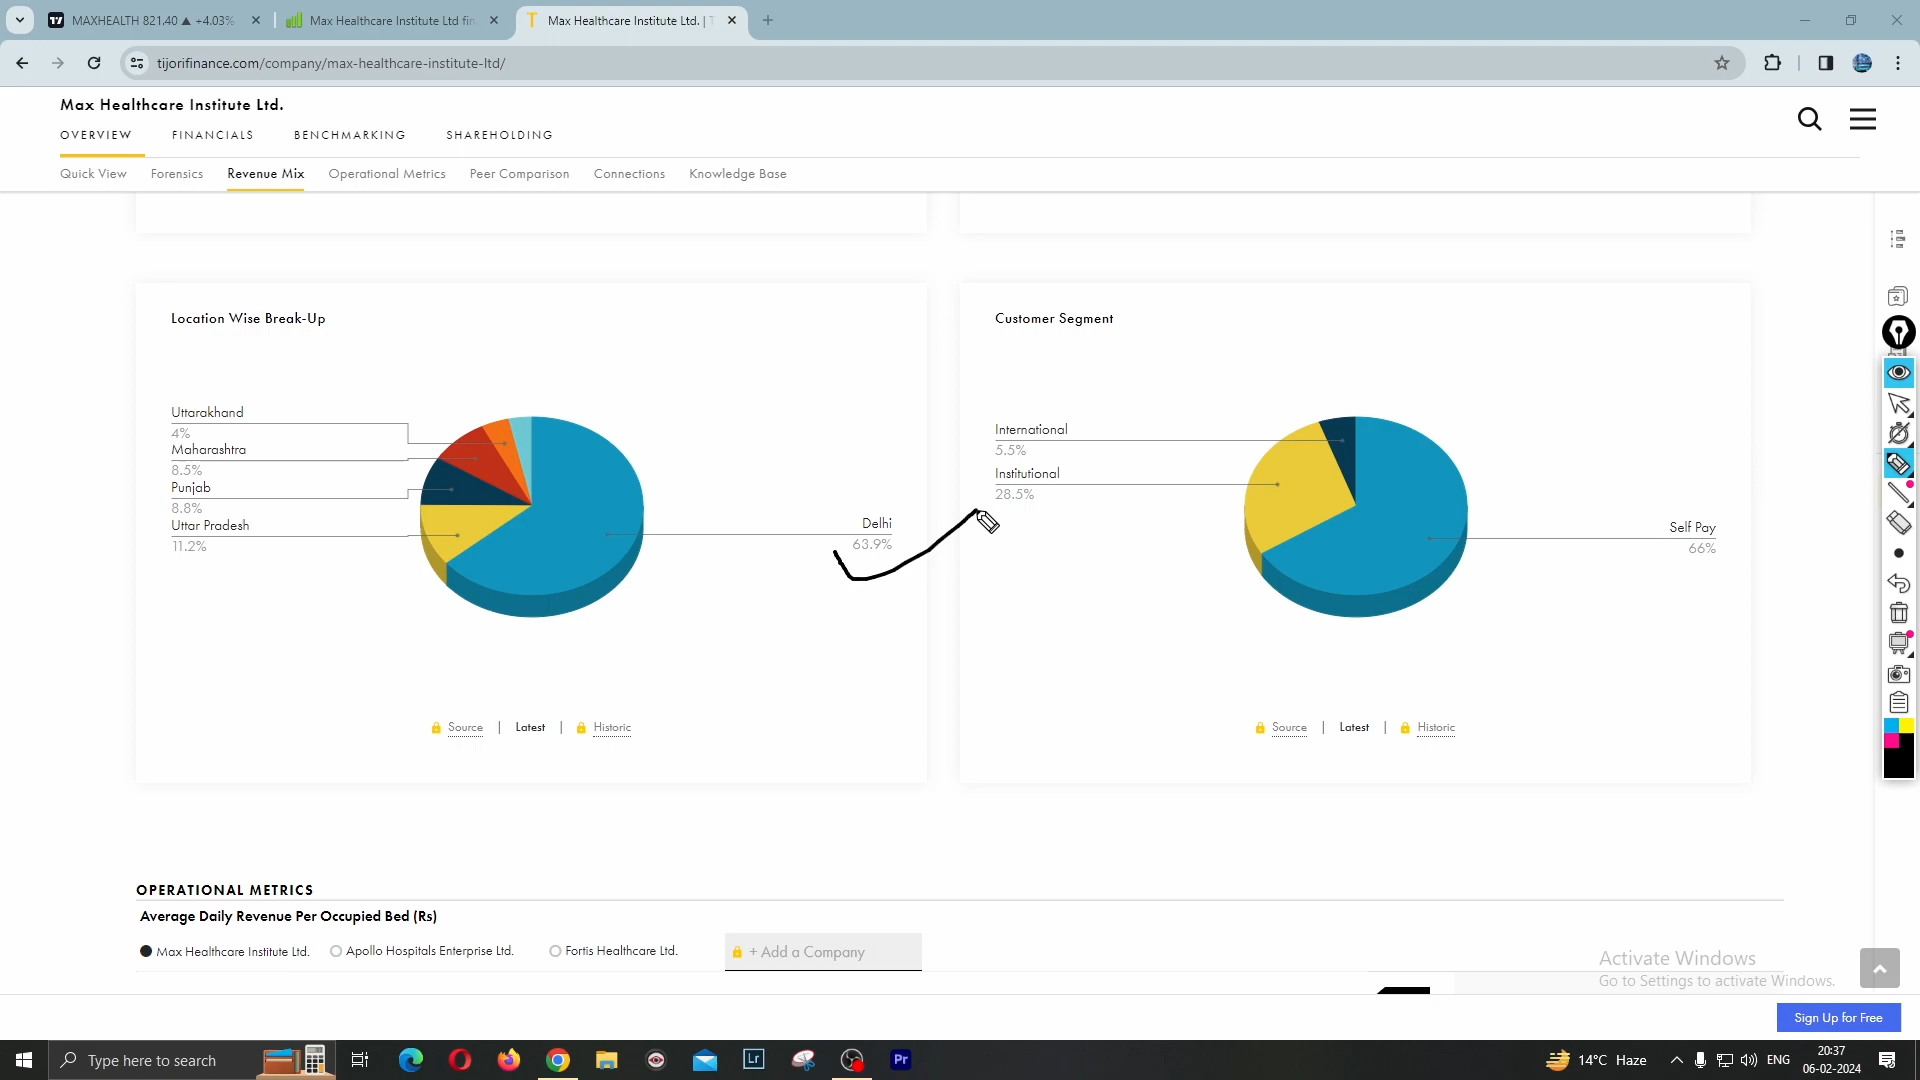 MAXHEALTH 821.40 ▲ +4.03%
Max Healthcare Institute Ltd fin
Max Healthcare Institute Ltd. | T
tijorifinance.com/company/max-healthcare-institute-ltd/
Max Healthcare Institute Ltd.
OVERVIEW FINANCIALS BENCHMARKING SHAREHOLDING
Quick View Forensics Revenue Mix Operational Metrics Peer Comparison Connections Knowledge Base
Location Wise Break-Up
Uttarakhand
4%
Maharashtra
8.5%
Punjab
8.8%
Uttar Pradesh
11.2%
Delhi
63.9%
Source | Latest | Historic
Customer Segment
International
5.5%
Institutional
28.5%
Self Pay
66%
Source | Latest | Historic
OPERATIONAL METRICS
Average Daily Revenue Per Occupied Bed (Rs)
Max Healthcare Institute Ltd. Apollo Hospitals Enterprise Ltd. Fortis Healthcare Ltd. + Add a Company
Activate Windows
Go to Settings to activate Windows.
Sign Up for Free
Type here to search
Lr
Pr
14°C Haze
ENG
20:37
06-02-2024